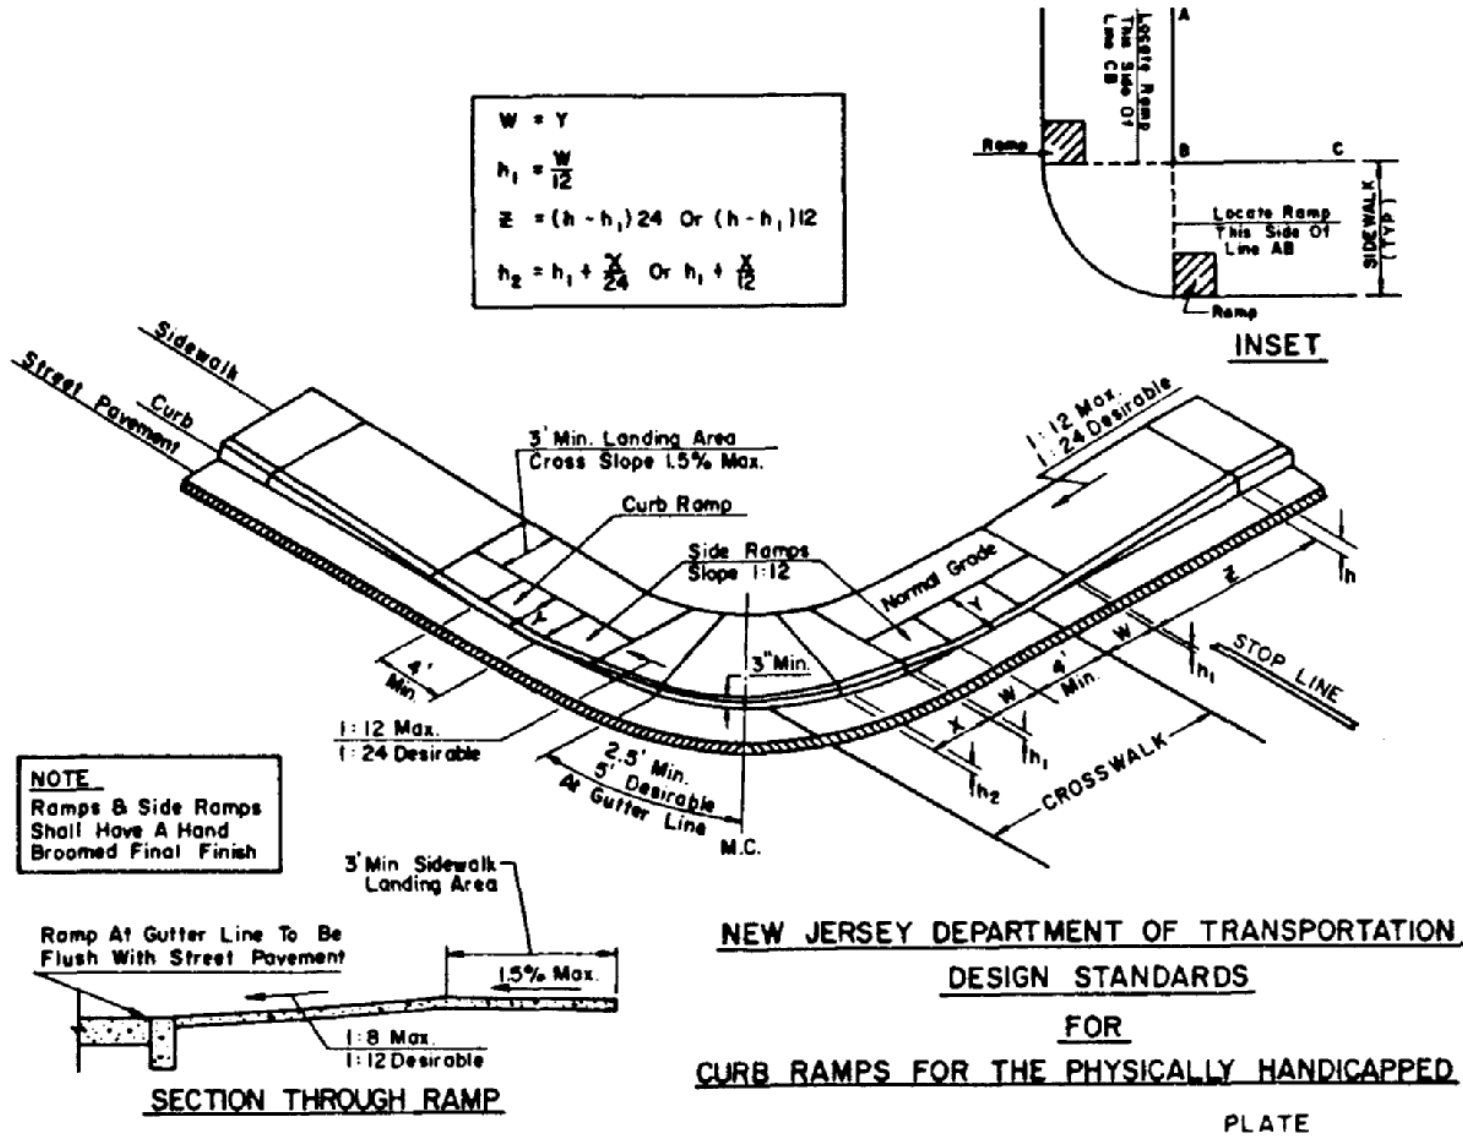 Locate Ramp
This Side Of
Line CB
A
Ramp
B
C
SIDEWALK
(TYP.)
Locate Ramp
This Side Of
Line AB
Ramp
INSET
W = Y
h1 = W/12
Z = (h - h1)24 Or (h - h1)12
h2 = h1 + X/24 Or h1 + X/12
Sidewalk
Curb
Street Pavement
3' Min. Landing Area
Cross Slope 1.5% Max.
Curb Ramp
Side Ramps
Slope 1:12
Normal Grade
1:12 Max.
1:24 Desirable
Y
Y
4'
Min.
1:12 Max.
1:24 Desirable
3" Min.
2.5' Min.
5' Desirable
At Gutter Line
M.C.
X
W
4'
Min.
W
Z
h
h1
h1
h2
STOP LINE
CROSSWALK
NOTE
Ramps & Side Ramps
Shall Have A Hand
Broomed Final Finish
3' Min Sidewalk
Landing Area
Ramp At Gutter Line To Be
Flush With Street Pavement
1.5% Max.
1:8 Max.
1:12 Desirable
SECTION THROUGH RAMP
NEW JERSEY DEPARTMENT OF TRANSPORTATION
DESIGN STANDARDS
FOR
CURB RAMPS FOR THE PHYSICALLY HANDICAPPED
PLATE